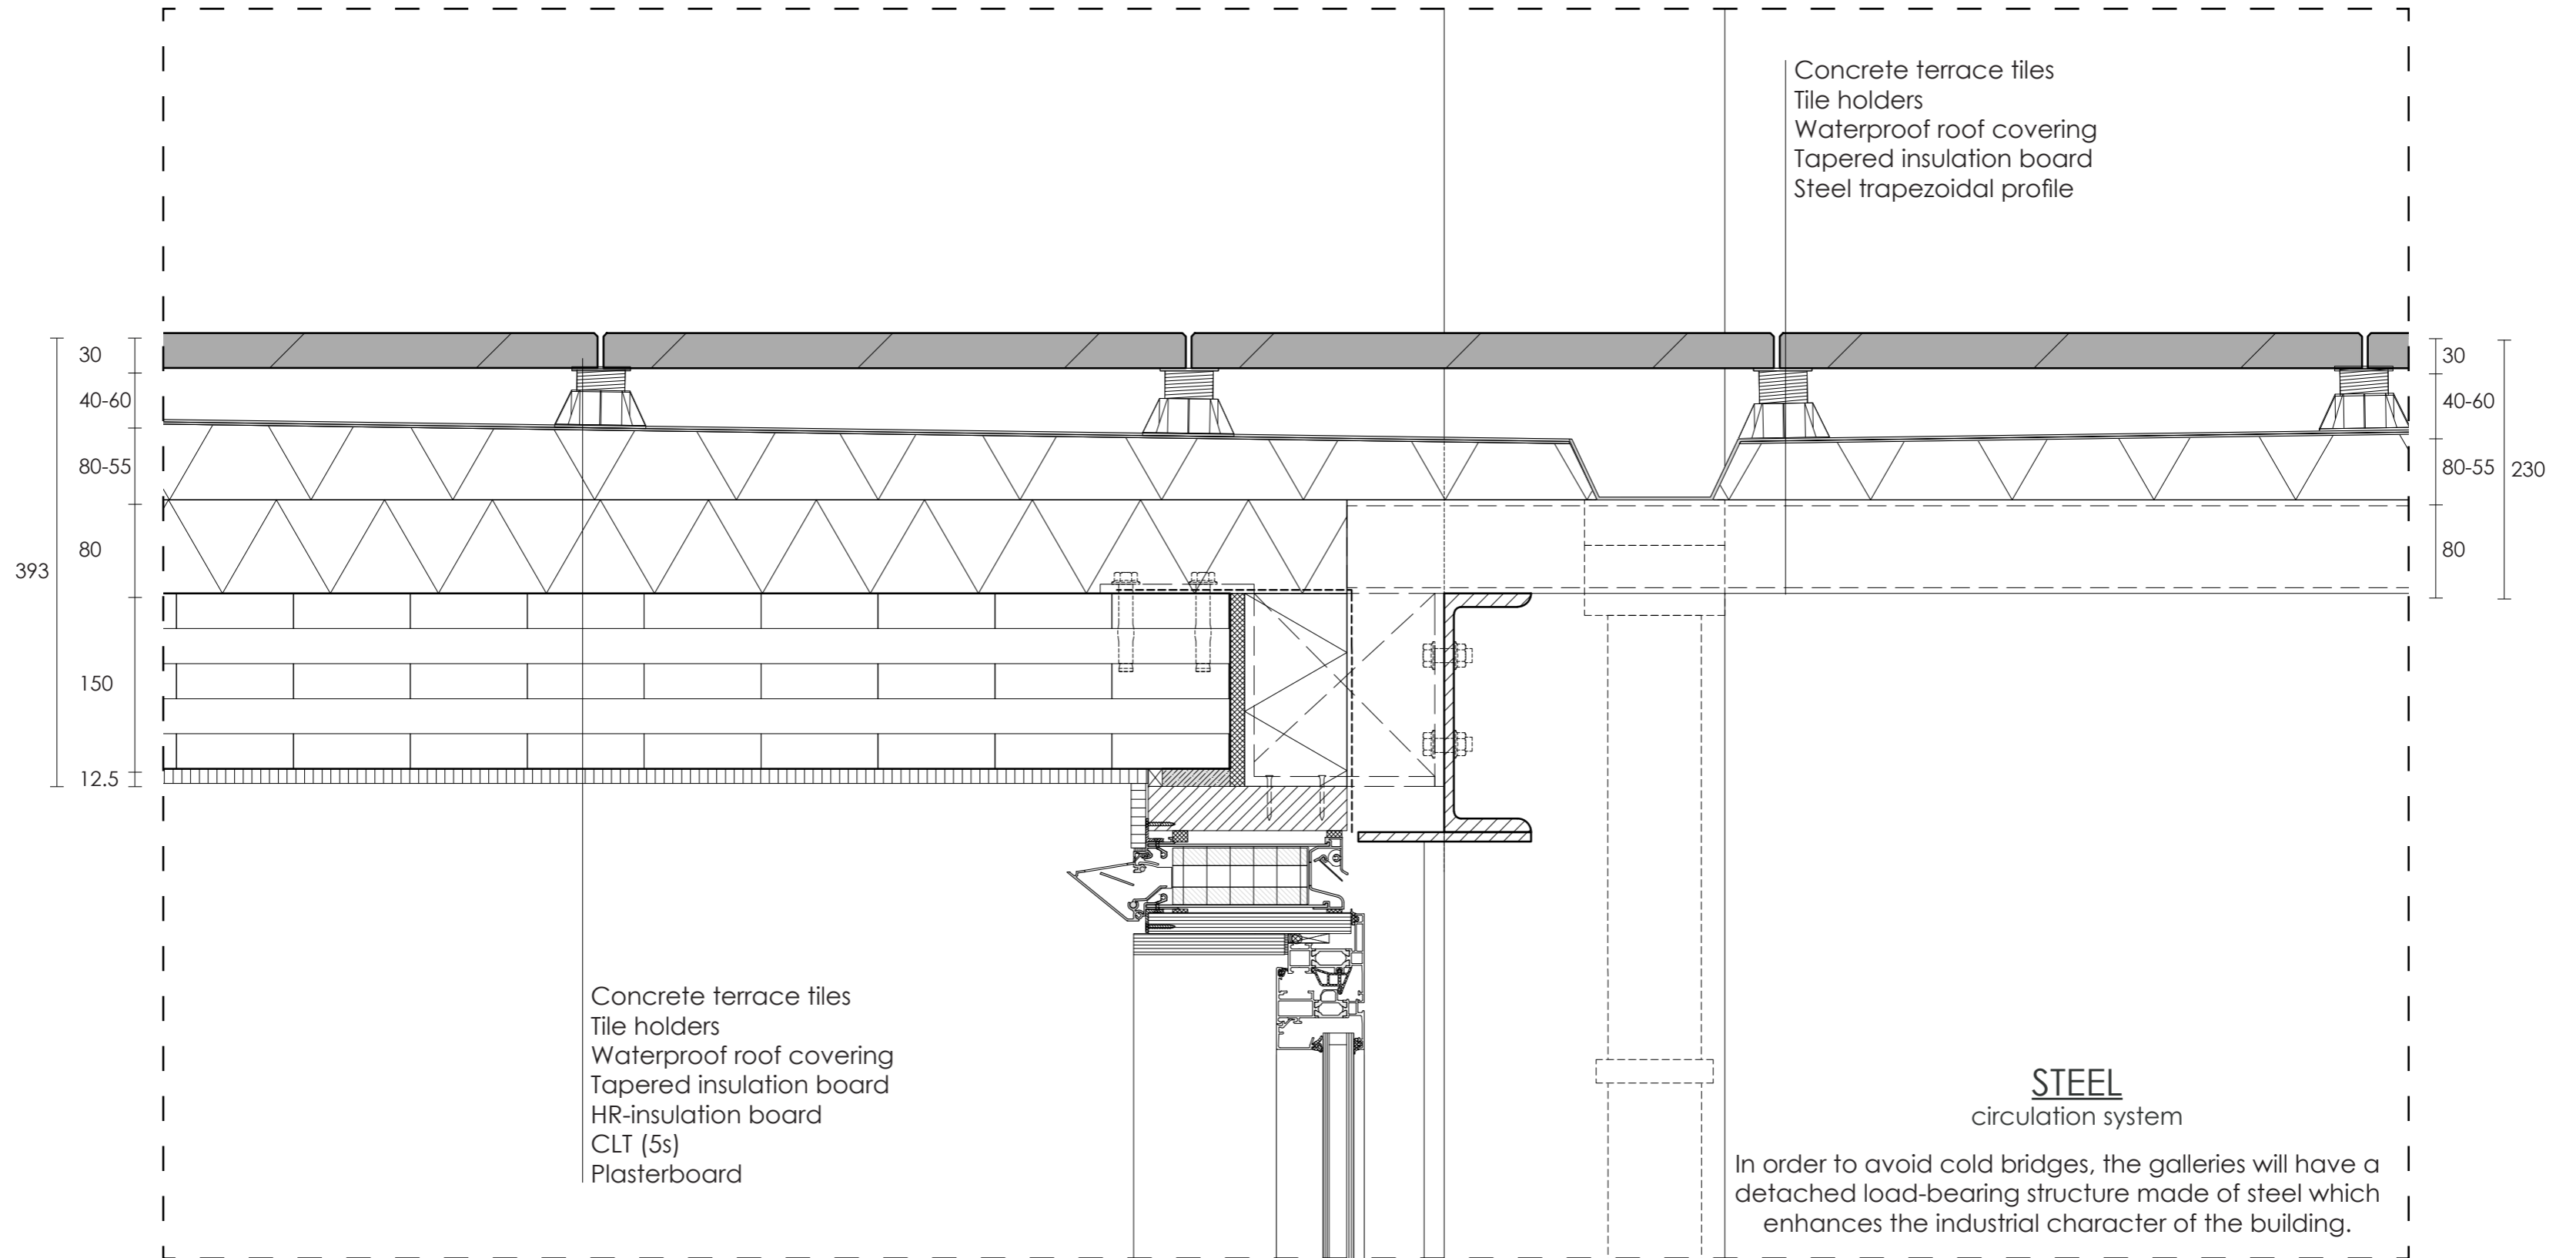 Concrete terrace tiles
Tile holders
Waterproof roof covering
Tapered insulation board
Steel trapezoidal profile
30
40-60
80-55
80
150
12.5
393
30
40-60
80-55
80
230
Concrete terrace tiles
Tile holders
Waterproof roof covering
Tapered insulation board
HR-insulation board
CLT (5s)
Plasterboard
STEEL
circulation system
In order to avoid cold bridges, the galleries will have a
detached load-bearing structure made of steel which
enhances the industrial character of the building.